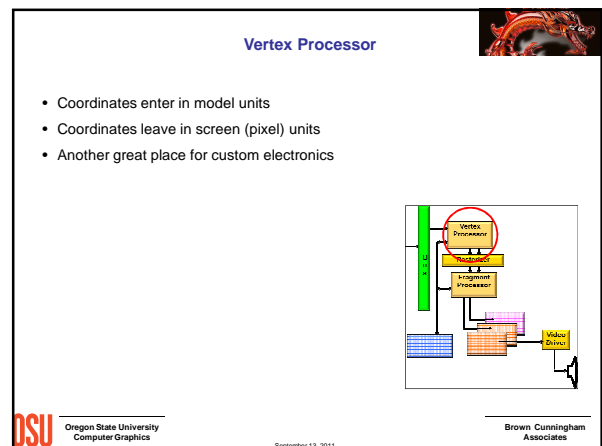 Vertex Processor
• Coordinates enter in model units
• Coordinates leave in screen (pixel) units
• Another great place for custom electronics
Vertex
Processor
Rasterizer
Fragment
Processor
Video
Driver
OSU
Oregon State University
Computer Graphics
September 13, 2011
Brown Cunningham
Associates